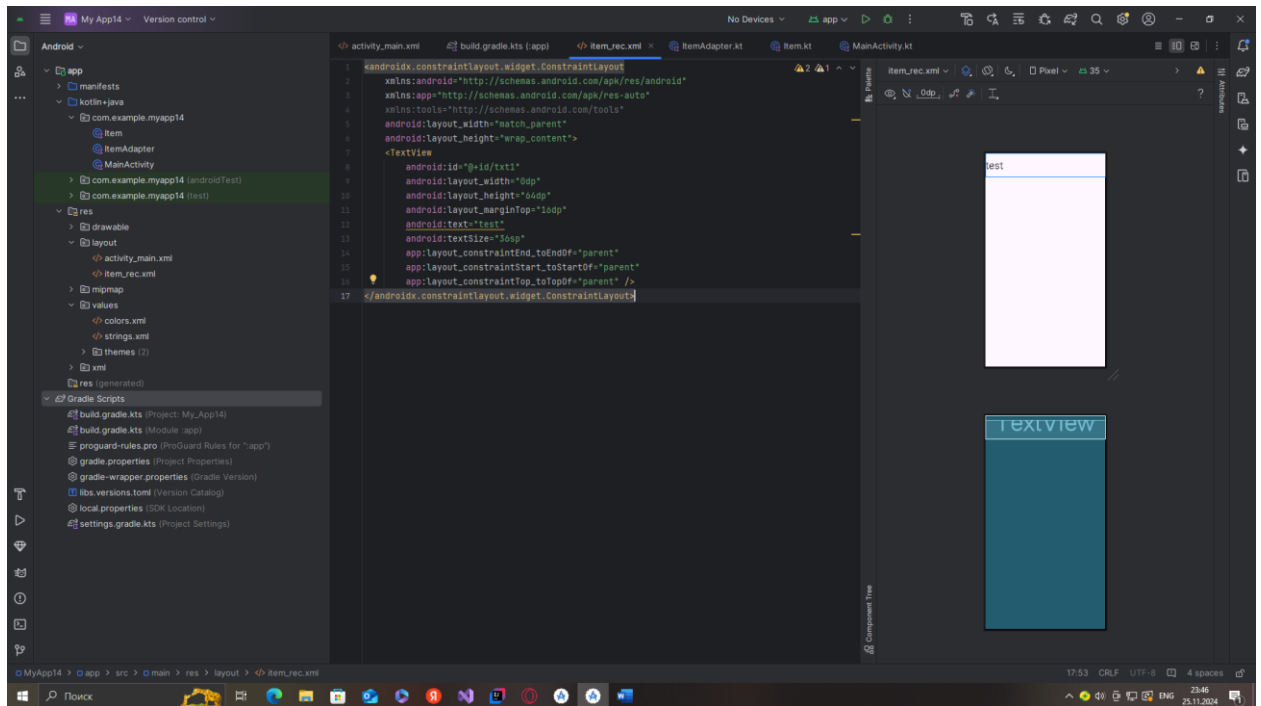 My App14 Version control No Devices app
Android
activity_main.xml build.gradle.kts (:app) item_rec.xml ItemAdapter.kt Item.kt MainActivity.kt
app
manifests
kotlin+java
com.example.myapp14
Item
ItemAdapter
MainActivity
com.example.myapp14 (androidTest)
com.example.myapp14 (test)
res
drawable
layout
activity_main.xml
item_rec.xml
mipmap
values
colors.xml
strings.xml
themes (2)
xml
res (generated)
Gradle Scripts
build.gradle.kts (Project: My_App14)
build.gradle.kts (Module :app)
proguard-rules.pro (ProGuard Rules for ":app")
gradle.properties (Project Properties)
gradle-wrapper.properties (Gradle Version)
libs.versions.toml (Version Catalog)
local.properties (SDK Location)
settings.gradle.kts (Project Settings)
1 <androidx.constraintlayout.widget.ConstraintLayout 2 1
2 xmlns:android="http://schemas.android.com/apk/res/android"
3 xmlns:app="http://schemas.android.com/apk/res-auto"
4 xmlns:tools="http://schemas.android.com/tools"
5 android:layout_width="match_parent"
6 android:layout_height="wrap_content">
7 <TextView
8 android:id="@+id/txt1"
9 android:layout_width="0dp"
10 android:layout_height="64dp"
11 android:layout_marginTop="16dp"
12 android:text="test"
13 android:textSize="36sp"
14 app:layout_constraintEnd_toEndOf="parent"
15 app:layout_constraintStart_toStartOf="parent"
16 app:layout_constraintTop_toTopOf="parent" />
17 </androidx.constraintlayout.widget.ConstraintLayout>
Palette
item_rec.xml Pixel 35
0dp
Attributes
test
TextView
Component Tree
MyApp14 > app > src > main > res > layout > item_rec.xml 17:53 CRLF UTF-8 4 spaces
Поиск ENG 23:46
25.11.2024